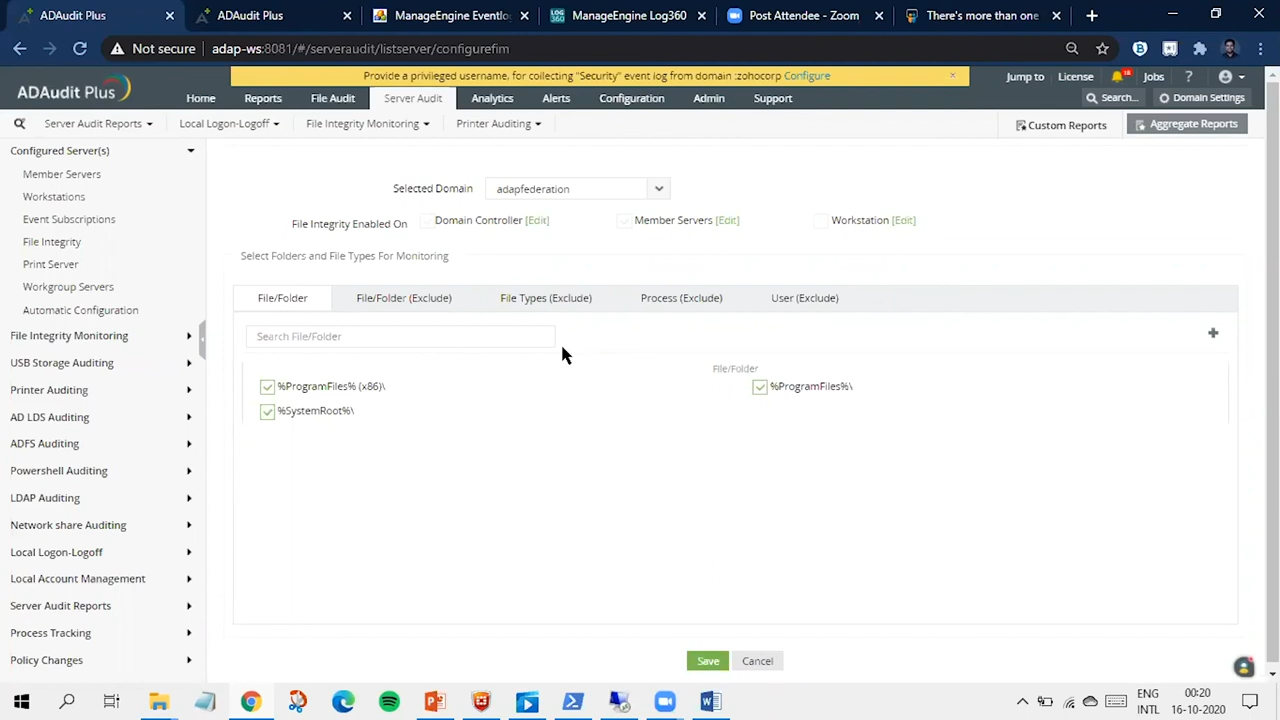 ADAudit Plus
ADAudit Plus
ManageEngine Eventlo
ManageEngine Log360
Post Attendee - Zoom
There's more than one
Not secure adap-ws:8081/#/serveraudit/listserver/configurefim
Provide a privileged username, for collecting "Security" event log from domain :zohocorp Configure
Jump to License 18 Jobs ?
ADAudit Plus
Home Reports File Audit Server Audit Analytics Alerts Configuration Admin Support
Search... Domain Settings
Server Audit Reports Local Logon-Logoff File Integrity Monitoring Printer Auditing
Custom Reports Aggregate Reports
Configured Server(s)
Member Servers
Workstations
Event Subscriptions
File Integrity
Print Server
Workgroup Servers
Automatic Configuration
File Integrity Monitoring
USB Storage Auditing
Printer Auditing
AD LDS Auditing
ADFS Auditing
Powershell Auditing
LDAP Auditing
Network share Auditing
Local Logon-Logoff
Local Account Management
Server Audit Reports
Process Tracking
Policy Changes
Selected Domain adapfederation
File Integrity Enabled On Domain Controller [Edit] Member Servers [Edit] Workstation [Edit]
Select Folders and File Types For Monitoring
File/Folder File/Folder (Exclude) File Types (Exclude) Process (Exclude) User (Exclude)
Search File/Folder
File/Folder
%ProgramFiles% (x86)\ %ProgramFiles%\
%SystemRoot%\
Save Cancel
ENG
INTL
00:20
16-10-2020